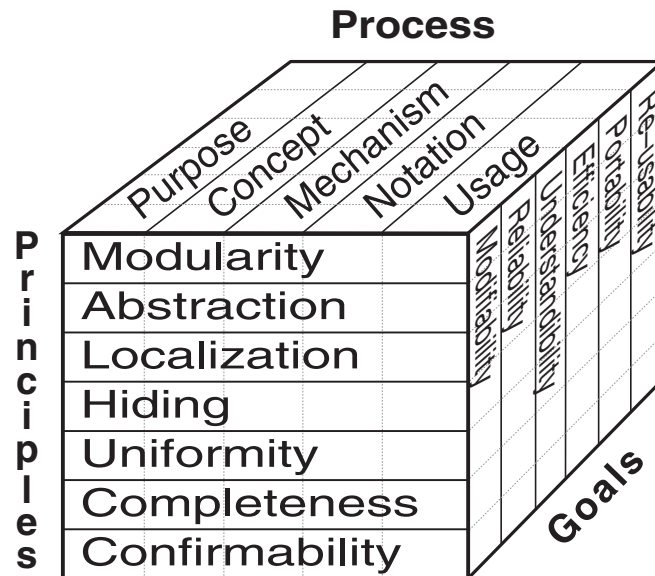 Process
Purpose
Concept
Mechanism
Notation
Usage
Principles
Modularity
Abstraction
Localization
Hiding
Uniformity
Completeness
Confirmability
Modifiability
Reliability
Understandibility
Efficiency
Portability
Re-usability
Goals